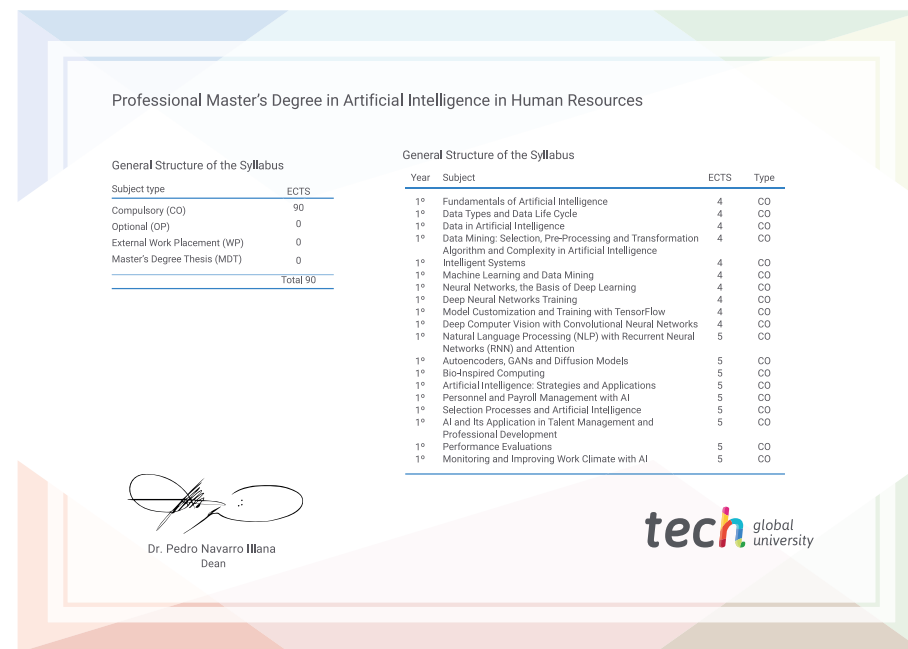 Professional Master's Degree in Artificial Intelligence in Human Resources
General Structure of the Syllabus
Subject type ECTS
Compulsory (CO) 90
Optional (OP) 0
External Work Placement (WP) 0
Master's Degree Thesis (MDT) 0
Total 90
General Structure of the Syllabus
Year Subject ECTS Type
1º Fundamentals of Artificial Intelligence 4 CO
1º Data Types and Data Life Cycle 4 CO
1º Data in Artificial Intelligence 4 CO
1º Data Mining: Selection, Pre-Processing and Transformation 4 CO
Algorithm and Complexity in Artificial Intelligence
1º Intelligent Systems 4 CO
1º Machine Learning and Data Mining 4 CO
1º Neural Networks, the Basis of Deep Learning 4 CO
1º Deep Neural Networks Training 4 CO
1º Model Customization and Training with TensorFlow 4 CO
1º Deep Computer Vision with Convolutional Neural Networks 4 CO
1º Natural Language Processing (NLP) with Recurrent Neural 5 CO
Networks (RNN) and Attention
1º Autoencoders, GANs and Diffusion Models 5 CO
1º Bio-Inspired Computing 5 CO
1º Artificial Intelligence: Strategies and Applications 5 CO
1º Personnel and Payroll Management with AI 5 CO
1º Selection Processes and Artificial Intelligence 5 CO
1º AI and Its Application in Talent Management and 5 CO
Professional Development
1º Performance Evaluations 5 CO
1º Monitoring and Improving Work Climate with AI 5 CO
Dr. Pedro Navarro Illana
Dean
tech global
university